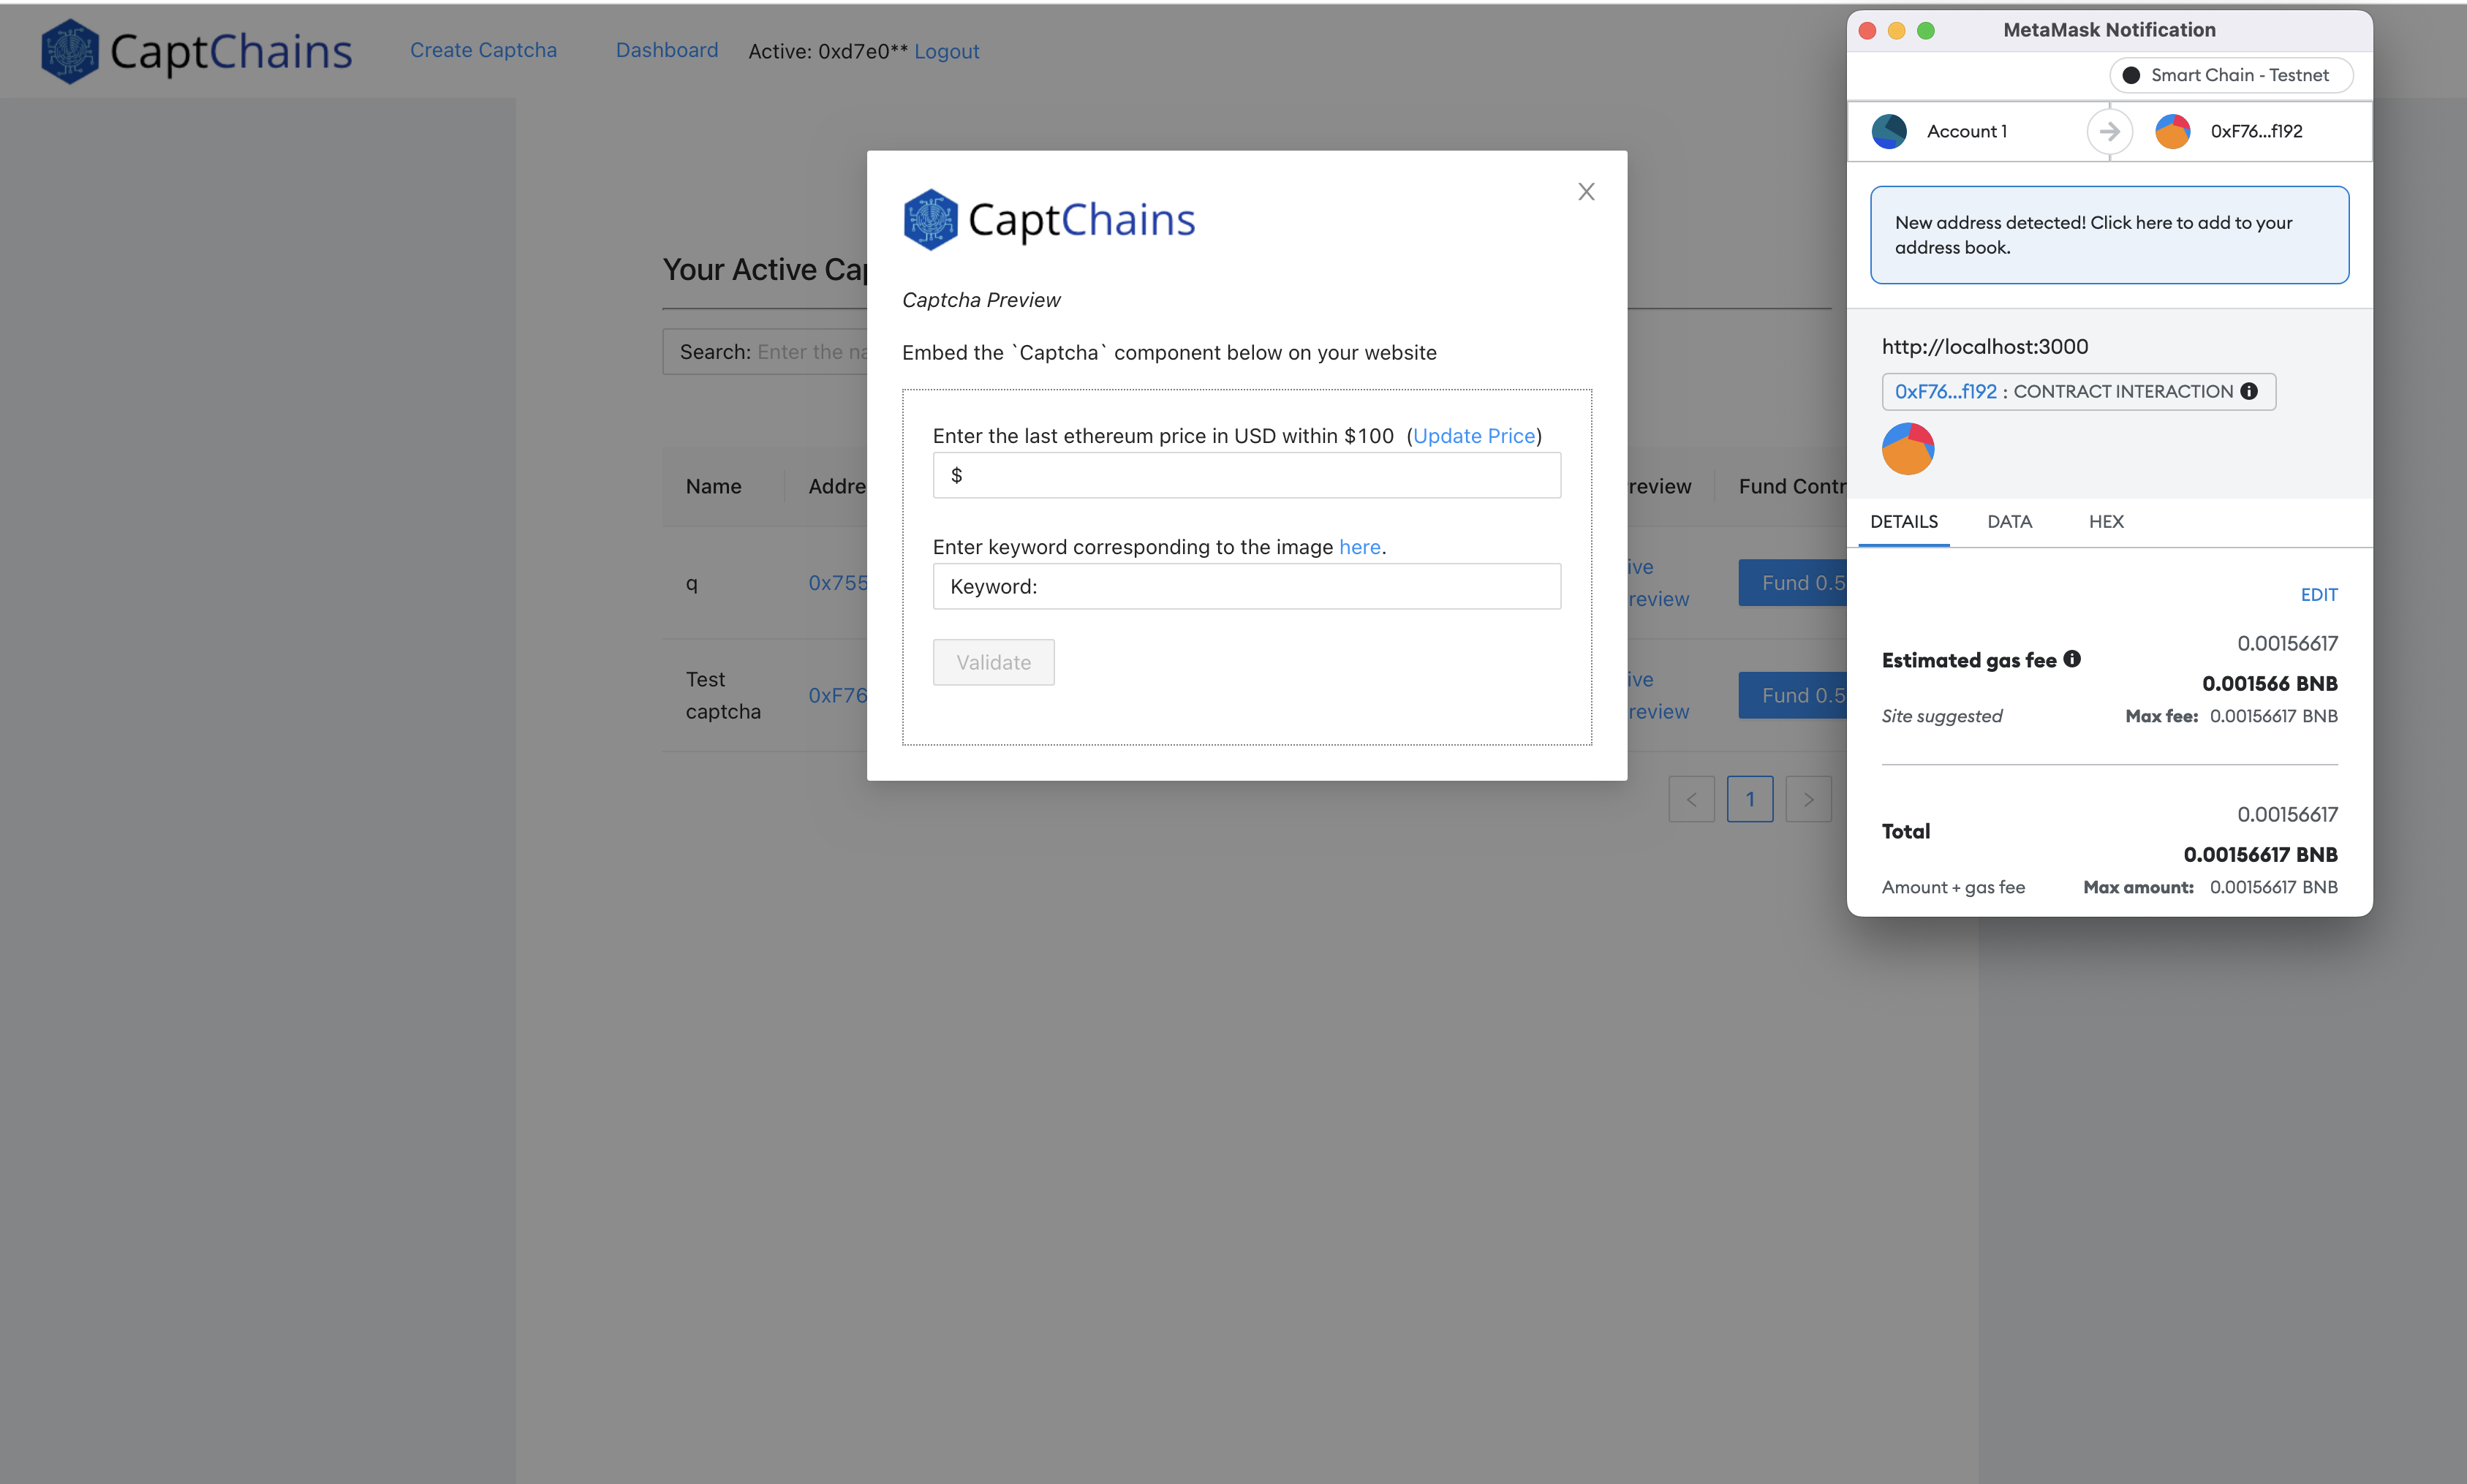 CaptChains
Create Captcha
Dashboard
Active: 0xd7e0** Logout
Your Active Cap
Search: Enter the na
Name
Addre
review
Fund Contr
q
0x755
ive
review
Fund 0.5
Test
captcha
0xF76
ive
review
Fund 0.5
<
1
>
X
CaptChains
Captcha Preview
Embed the `Captcha` component below on your website
Enter the last ethereum price in USD within $100 (Update Price)
$
Enter keyword corresponding to the image here.
Keyword:
Validate
MetaMask Notification
Smart Chain - Testnet
Account 1
0xF76...f192
New address detected! Click here to add to your
address book.
http://localhost:3000
0xF76...f192 : CONTRACT INTERACTION
DETAILS
DATA
HEX
EDIT
Estimated gas fee
0.00156617
0.001566 BNB
Site suggested
Max fee: 0.00156617 BNB
Total
0.00156617
0.00156617 BNB
Amount + gas fee
Max amount: 0.00156617 BNB